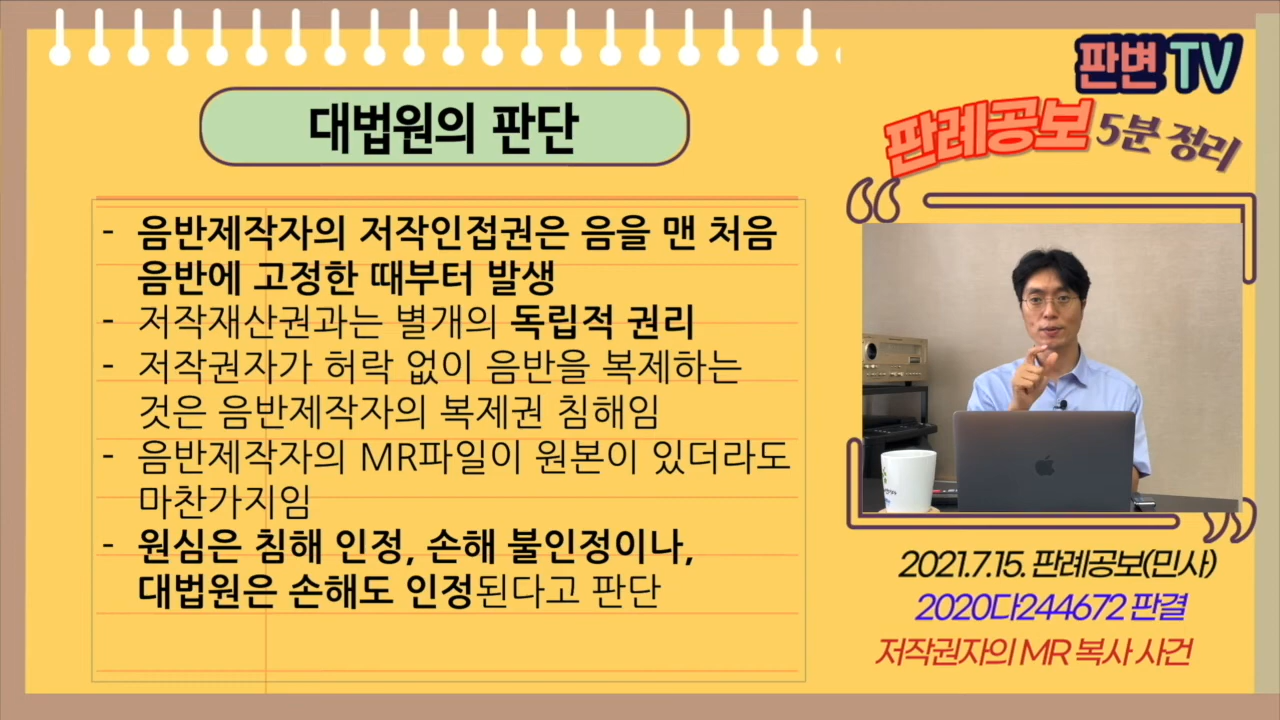 판변 TV
판례공보 5분 정리
대법원의 판단
- 음반제작자의 저작인접권은 음을 맨 처음
음반에 고정한 때부터 발생
- 저작재산권과는 별개의 독립적 권리
- 저작권자가 허락 없이 음반을 복제하는
것은 음반제작자의 복제권 침해임
- 음반제작자의 MR파일이 원본이 있더라도
마찬가지임
- 원심은 침해 인정, 손해 불인정이나,
대법원은 손해도 인정된다고 판단
2021.7.15. 판례공보(민사)
2020다244672 판결
저작권자의 MR 복사 사건